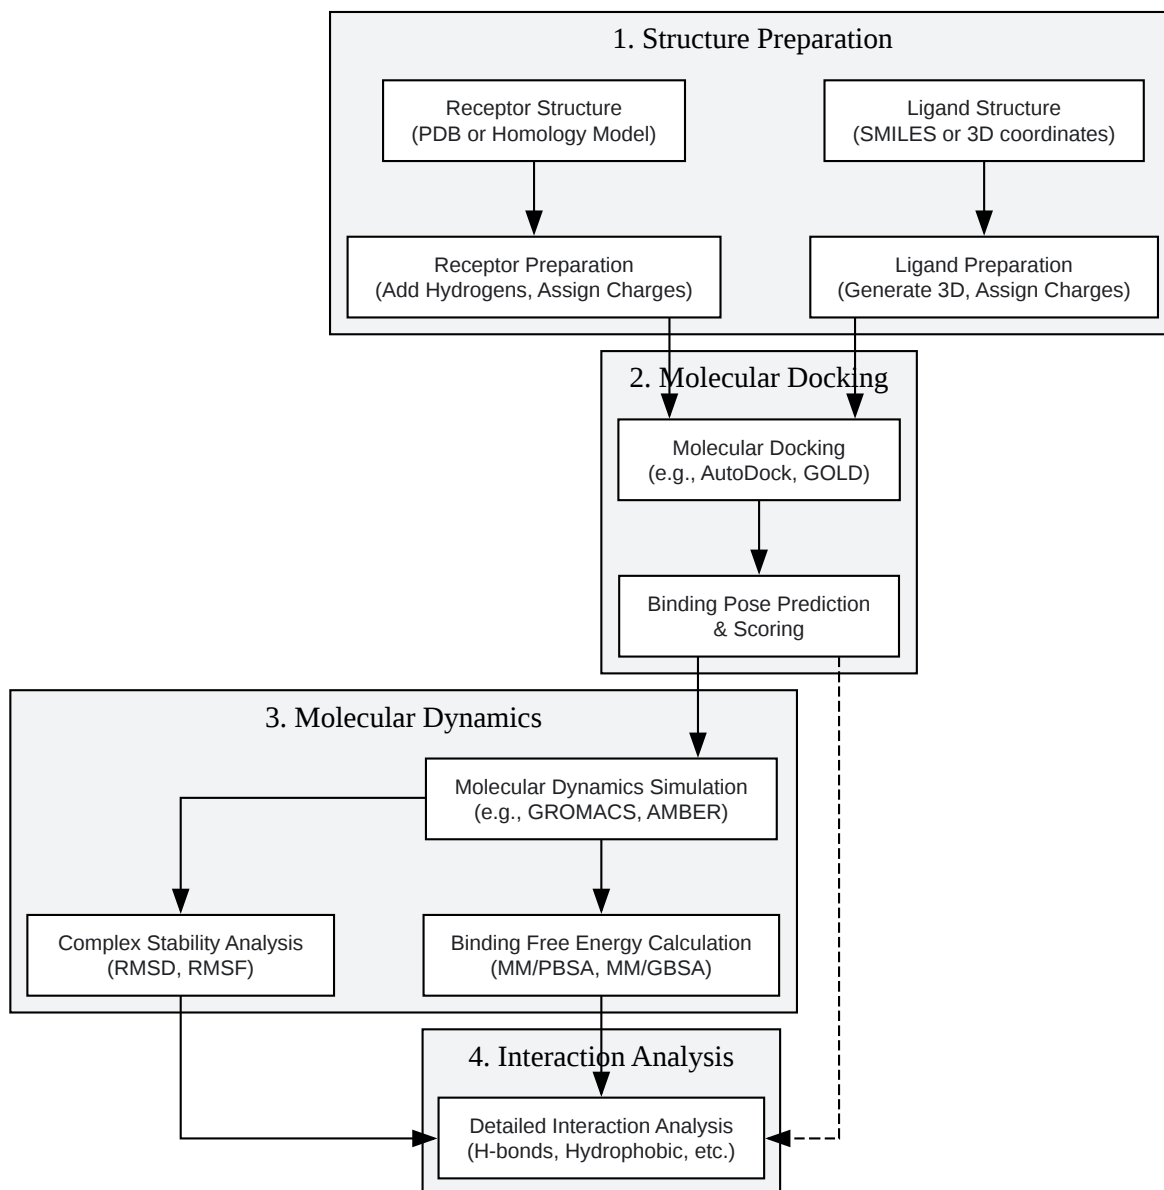 1. Structure Preparation
Receptor Structure
(PDB or Homology Model)
Ligand Structure
(SMILES or 3D coordinates)
Receptor Preparation
(Add Hydrogens, Assign Charges)
Ligand Preparation
(Generate 3D, Assign Charges)
2. Molecular Docking
Molecular Docking
(e.g., AutoDock, GOLD)
Binding Pose Prediction
& Scoring
3. Molecular Dynamics
Molecular Dynamics Simulation
(e.g., GROMACS, AMBER)
Complex Stability Analysis
(RMSD, RMSF)
Binding Free Energy Calculation
(MM/PBSA, MM/GBSA)
4. Interaction Analysis
Detailed Interaction Analysis
(H-bonds, Hydrophobic, etc.)